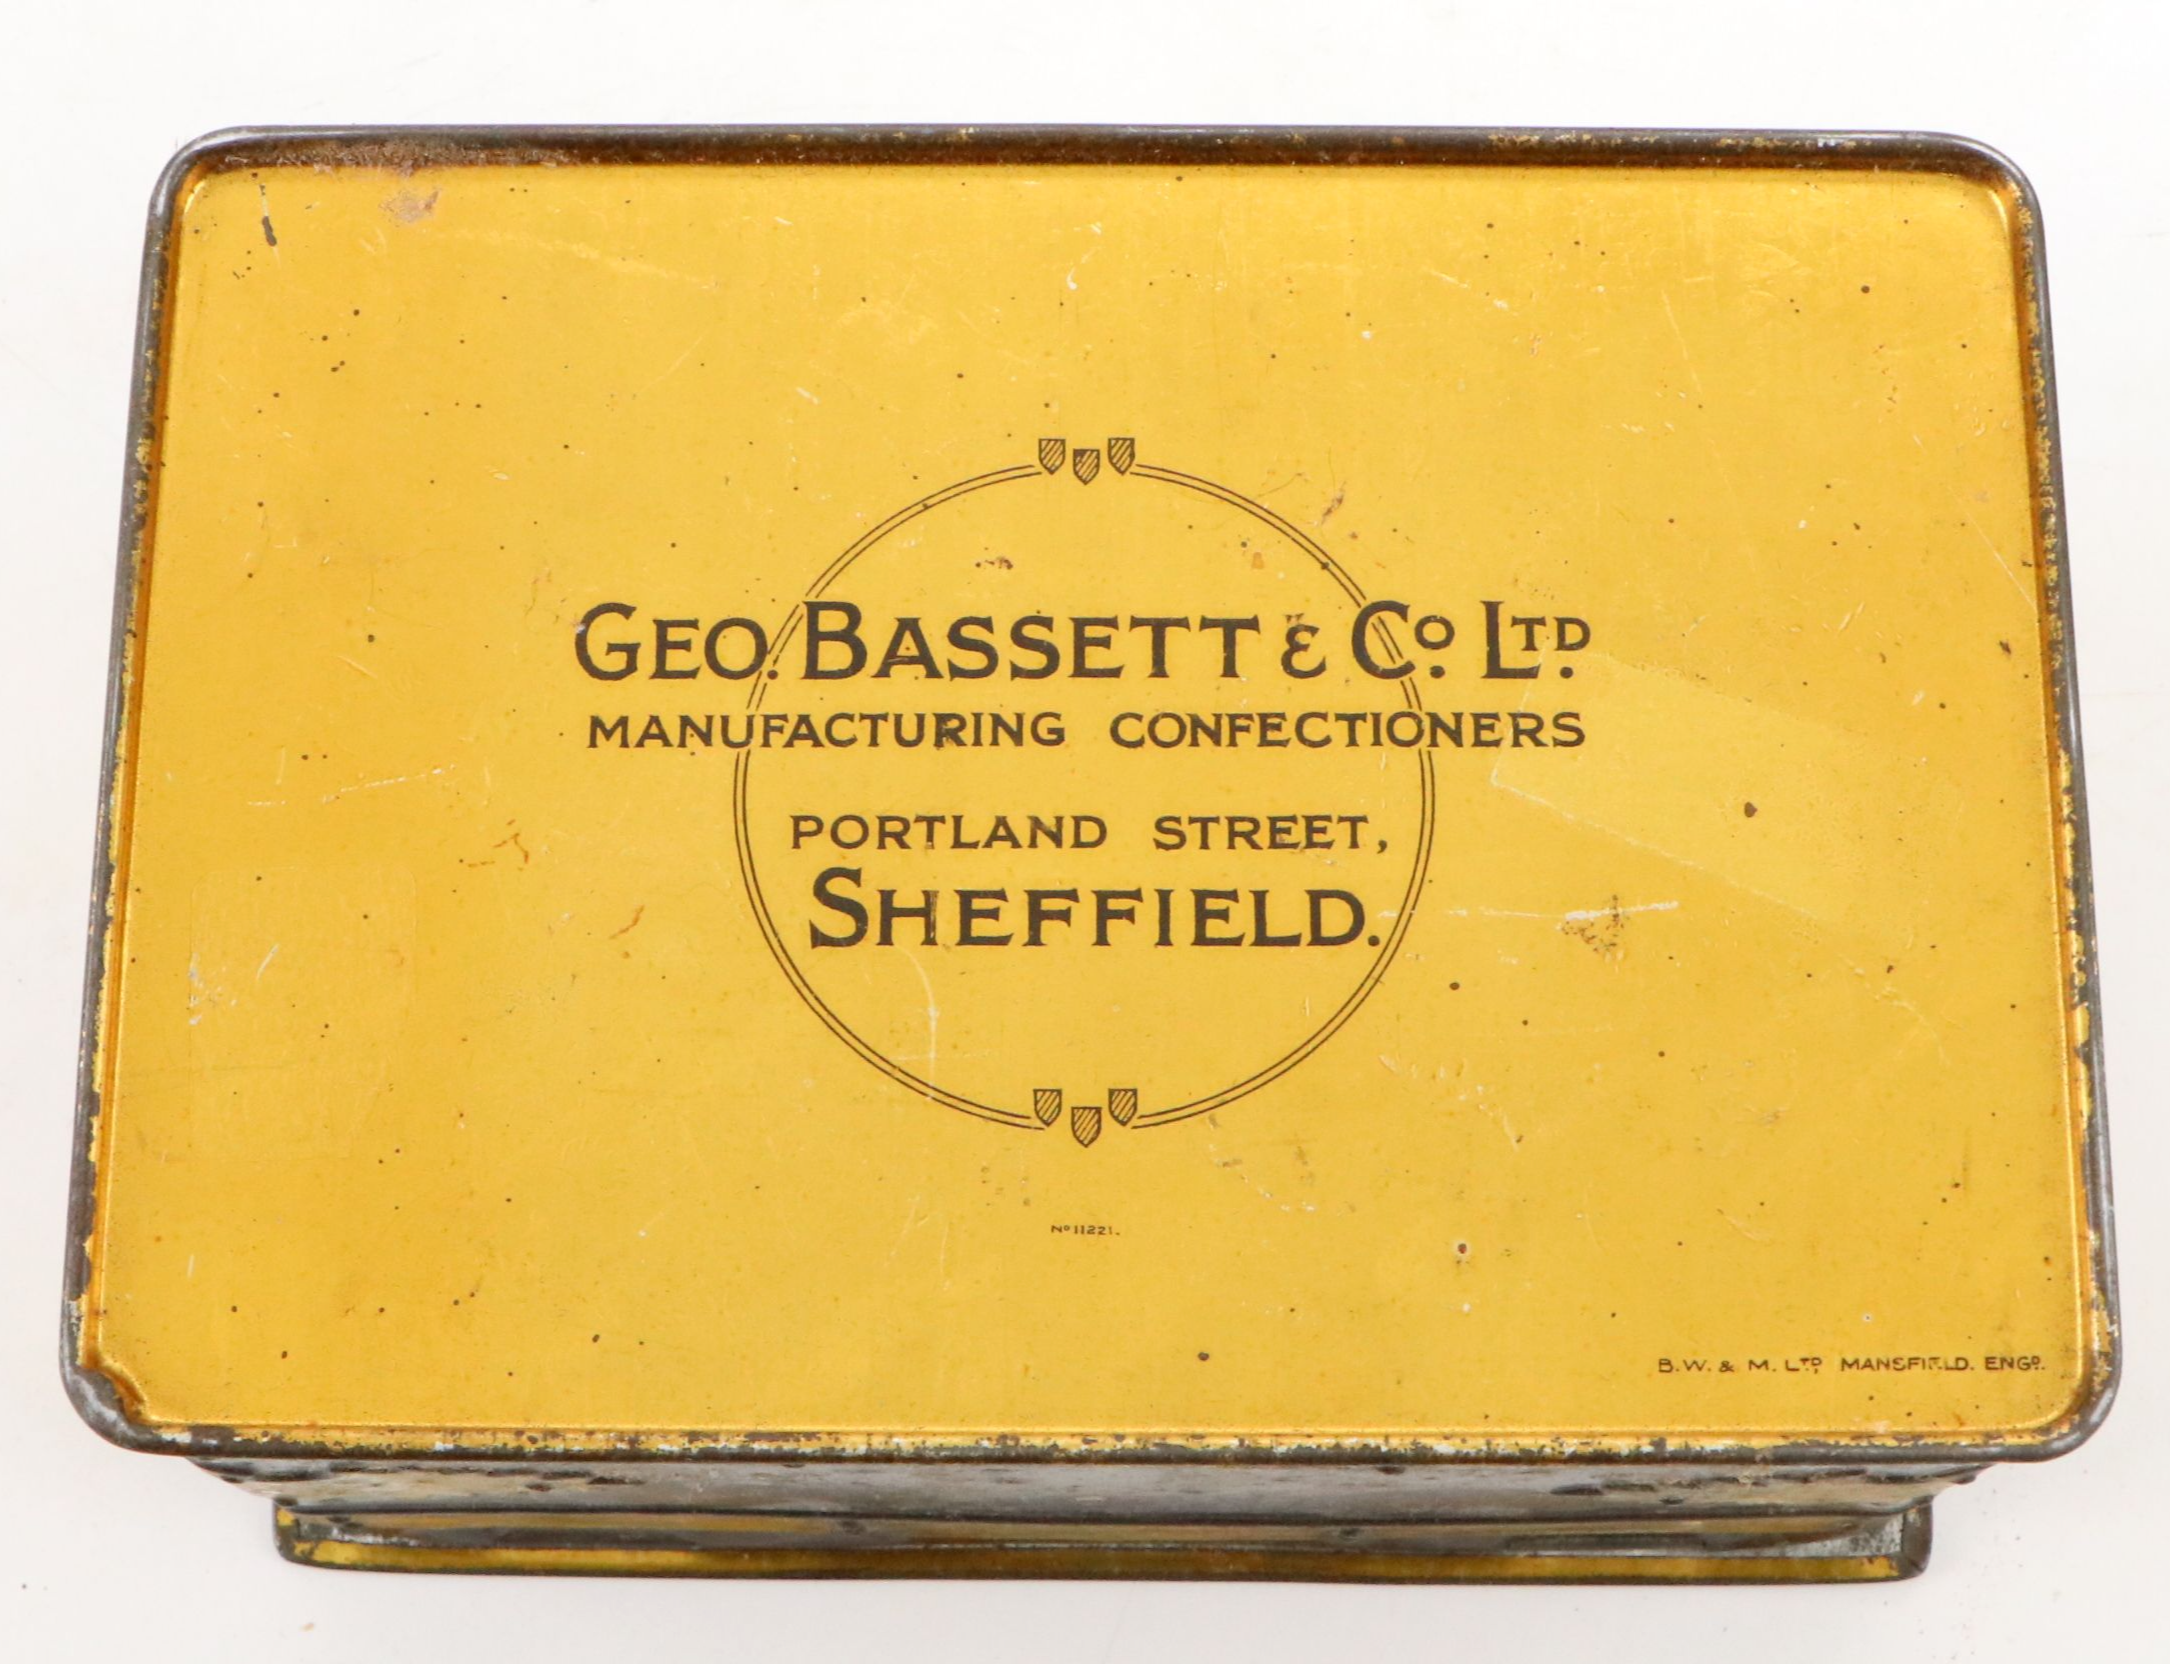 GEO. BASSETT & Co. LTD.
MANUFACTURING CONFECTIONERS
PORTLAND STREET,
SHEFFIELD.
No 11221.
B.W. & M. LTD. MANSFIELD. ENGD.